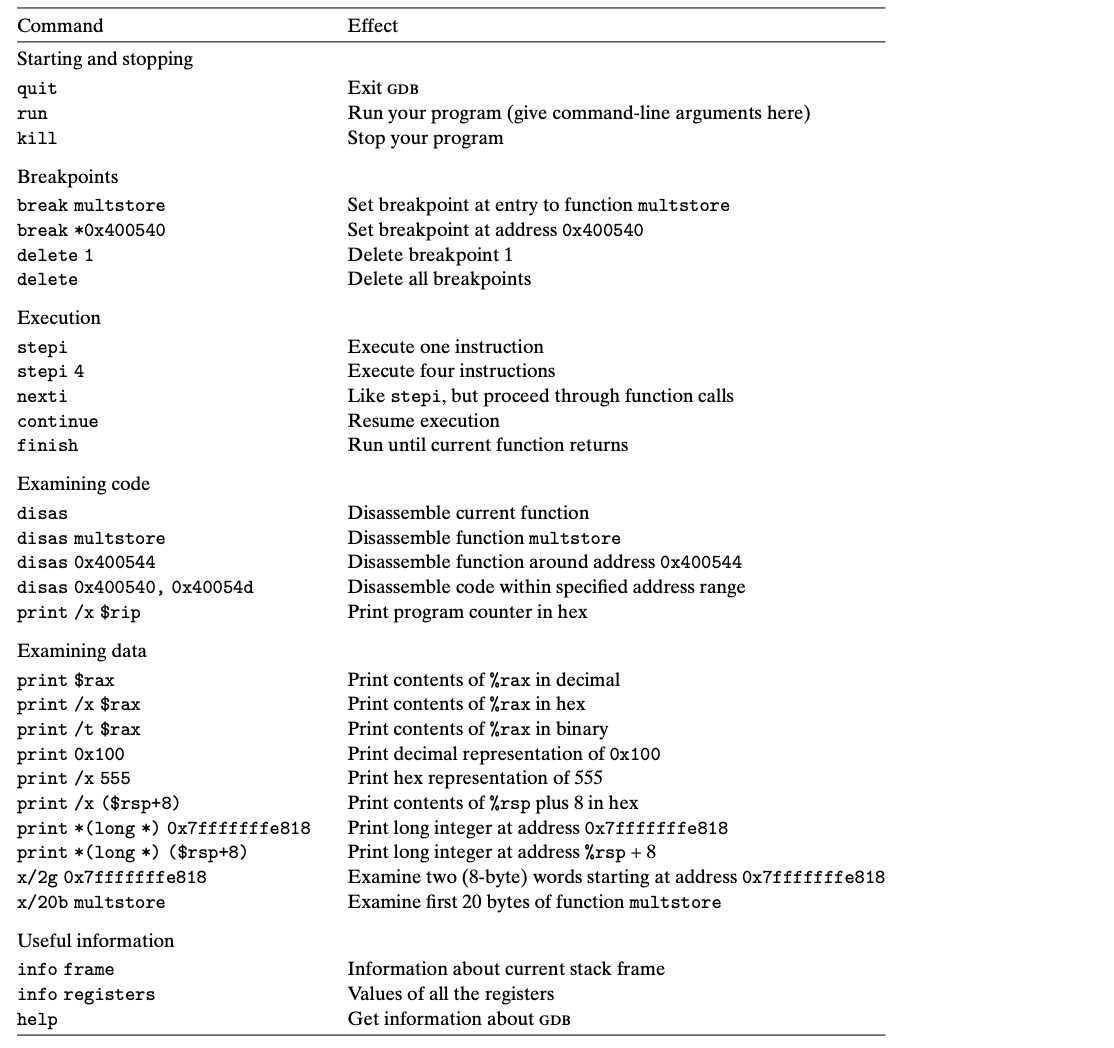 Command Effect
Starting and stopping
quit Exit GDB
run Run your program (give command-line arguments here)
kill Stop your program
Breakpoints
break multstore Set breakpoint at entry to function multstore
break *0x400540 Set breakpoint at address 0x400540
delete 1 Delete breakpoint 1
delete Delete all breakpoints
Execution
stepi Execute one instruction
stepi 4 Execute four instructions
nexti Like stepi, but proceed through function calls
continue Resume execution
finish Run until current function returns
Examining code
disas Disassemble current function
disas multstore Disassemble function multstore
disas 0x400544 Disassemble function around address 0x400544
disas 0x400540, 0x40054d Disassemble code within specified address range
print /x $rip Print program counter in hex
Examining data
print $rax Print contents of %rax in decimal
print /x $rax Print contents of %rax in hex
print /t $rax Print contents of %rax in binary
print 0x100 Print decimal representation of 0x100
print /x 555 Print hex representation of 555
print /x ($rsp+8) Print contents of %rsp plus 8 in hex
print *(long *) 0x7fffffffe818 Print long integer at address 0x7fffffffe818
print *(long *) ($rsp+8) Print long integer at address %rsp + 8
x/2g 0x7fffffffe818 Examine two (8-byte) words starting at address 0x7fffffffe818
x/20b multstore Examine first 20 bytes of function multstore
Useful information
info frame Information about current stack frame
info registers Values of all the registers
help Get information about GDB